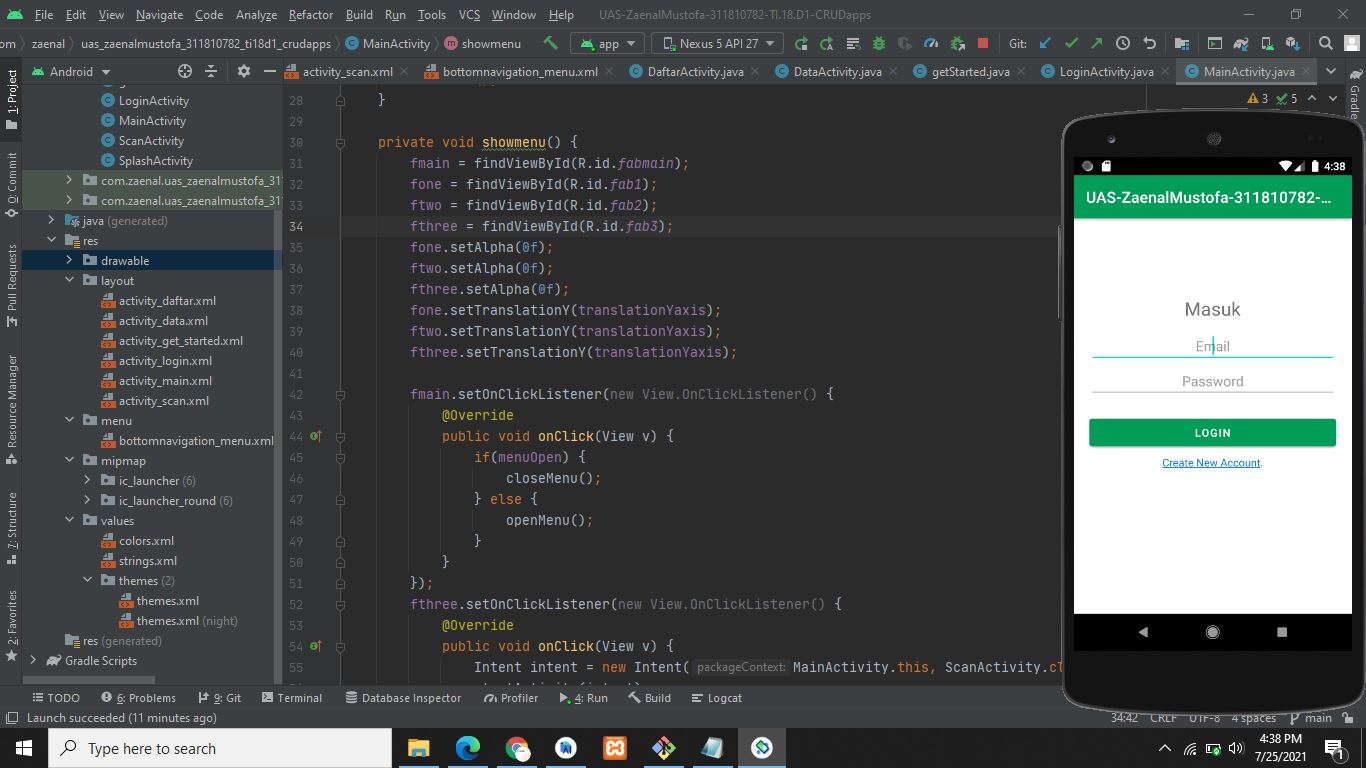 File Edit View Navigate Code Analyze Refactor Build Run Tools VCS Window Help UAS-ZaenalMustofa-311810782-TI.18.D1-CRUDapps
om zaenal uas_zaenalmustofa_311810782_ti18d1_crudapps MainActivity showmenu app Nexus 5 API 27 Git:
Android activity_scan.xml bottomnavigation_menu.xml DaftarActivity.java DataActivity.java getStarted.java LoginActivity.java MainActivity.java
1: Project
0: Commit
Pull Requests
Resource Manager
7: Structure
2: Favorites
Gradle
LoginActivity
MainActivity
ScanActivity
SplashActivity
com.zaenal.uas_zaenalmustofa_31
com.zaenal.uas_zaenalmustofa_31
java (generated)
res
drawable
layout
activity_daftar.xml
activity_data.xml
activity_get_started.xml
activity_login.xml
activity_main.xml
activity_scan.xml
menu
bottomnavigation_menu.xml
mipmap
ic_launcher (6)
ic_launcher_round (6)
values
colors.xml
strings.xml
themes (2)
themes.xml
themes.xml (night)
res (generated)
Gradle Scripts
3 5
28 }
29
30 private void showmenu() {
31 fmain = findViewById(R.id.fabmain);
32 fone = findViewById(R.id.fab1);
33 ftwo = findViewById(R.id.fab2);
34 fthree = findViewById(R.id.fab3);
35 fone.setAlpha(0f);
36 ftwo.setAlpha(0f);
37 fthree.setAlpha(0f);
38 fone.setTranslationY(translationYaxis);
39 ftwo.setTranslationY(translationYaxis);
40 fthree.setTranslationY(translationYaxis);
41
42 fmain.setOnClickListener(new View.OnClickListener() {
43 @Override
44 public void onClick(View v) {
45 if(menuOpen) {
46 closeMenu();
47 } else {
48 openMenu();
49 }
50 }
51 });
52 fthree.setOnClickListener(new View.OnClickListener() {
53 @Override
54 public void onClick(View v) {
55 Intent intent = new Intent( packageContext: MainActivity.this, ScanActivity.cl
4:38
UAS-ZaenalMustofa-311810782-...
Masuk
Email
Password
LOGIN
Create New Account.
TODO 6: Problems 9: Git Terminal Database Inspector Profiler 4: Run Build Logcat
Launch succeeded (11 minutes ago) 34:42 CRLF UTF-8 4 spaces main
Type here to search
4:38 PM
7/25/2021
1